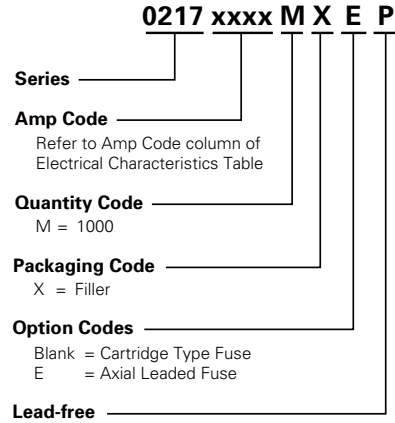 0217 xxxx M X E P
Series
Amp Code
Refer to Amp Code column of
Electrical Characteristics Table
Quantity Code
M = 1000
Packaging Code
X = Filler
Option Codes
Blank = Cartridge Type Fuse
E = Axial Leaded Fuse
Lead-free